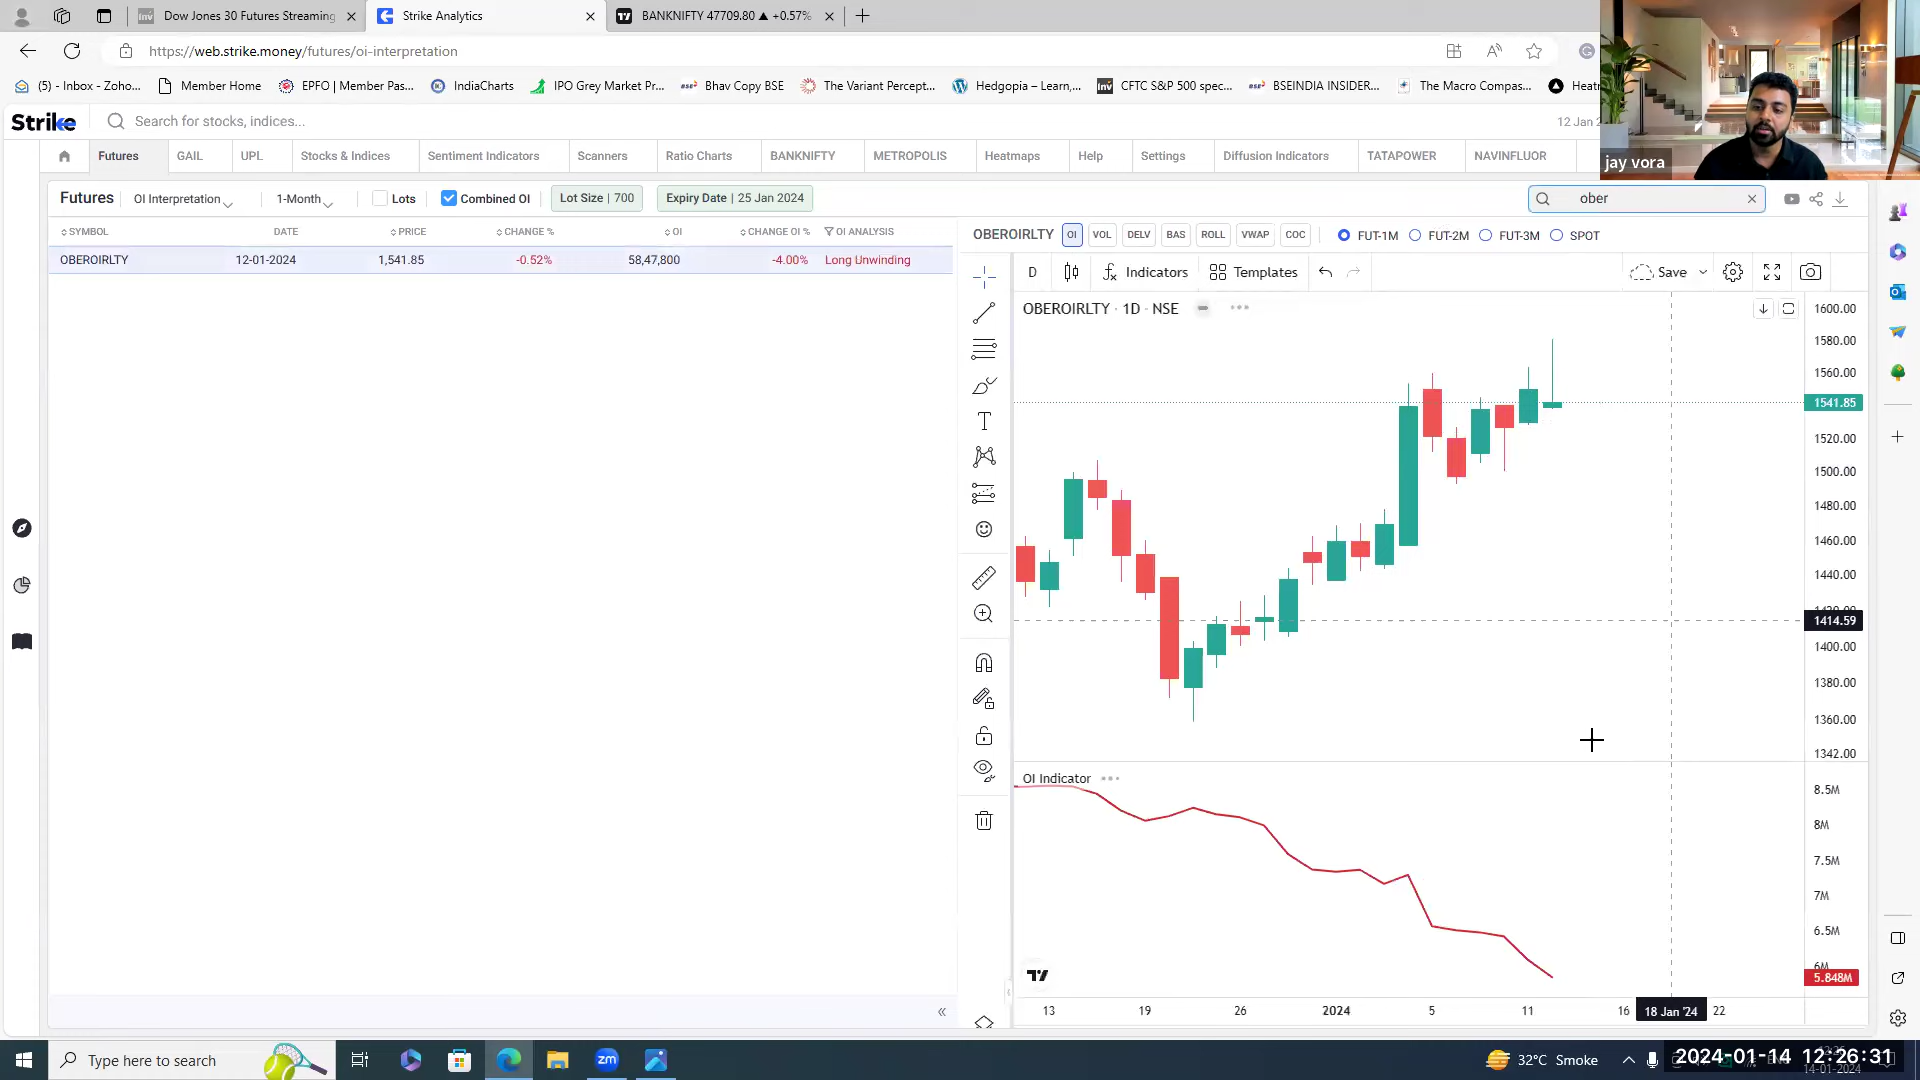 Dow Jones 30 Futures Streaming
Strike Analytics
BANKNIFTY 47709.80 ▲ +0.57%
https://web.strike.money/futures/oi-interpretation
(5) - Inbox - Zoho...
Member Home
EPFO | Member Pas...
IndiaCharts
IPO Grey Market Pr...
Bhav Copy BSE
The Variant Percept...
Hedgopia – Learn,...
CFTC S&P 500 spec...
BSEINDIA INSIDER...
The Macro Compas...
Strike
Search for stocks, indices...
12 Jan 2
jay vora
Futures
GAIL
UPL
Stocks & Indices
Sentiment Indicators
Scanners
Ratio Charts
BANKNIFTY
METROPOLIS
Heatmaps
Help
Settings
Diffusion Indicators
TATAPOWER
NAVINFLUOR
Futures
OI Interpretation
1-Month
Lots
Combined OI
Lot Size | 700
Expiry Date | 25 Jan 2024
ober
SYMBOL DATE PRICE CHANGE % OI CHANGE OI % OI ANALYSIS
OBEROIRLTY 12-01-2024 1,541.85 -0.52% 58,47,800 -4.00% Long Unwinding
OBEROIRLTY OI VOL DELV BAS ROLL VWAP COC FUT-1M FUT-2M FUT-3M SPOT
D Indicators Templates Save
OBEROIRLTY · 1D · NSE
1600.00
1580.00
1560.00
1541.85
1520.00
1500.00
1480.00
1460.00
1440.00
1414.59
1400.00
1380.00
1360.00
1342.00
OI Indicator
8.5M
8M
7.5M
7M
6.5M
6M
5.848M
13 19 26 2024 5 11 16 18 Jan '24 22
Type here to search
zm
32°C Smoke
2024-01-14 12:26:31
14-01-2024